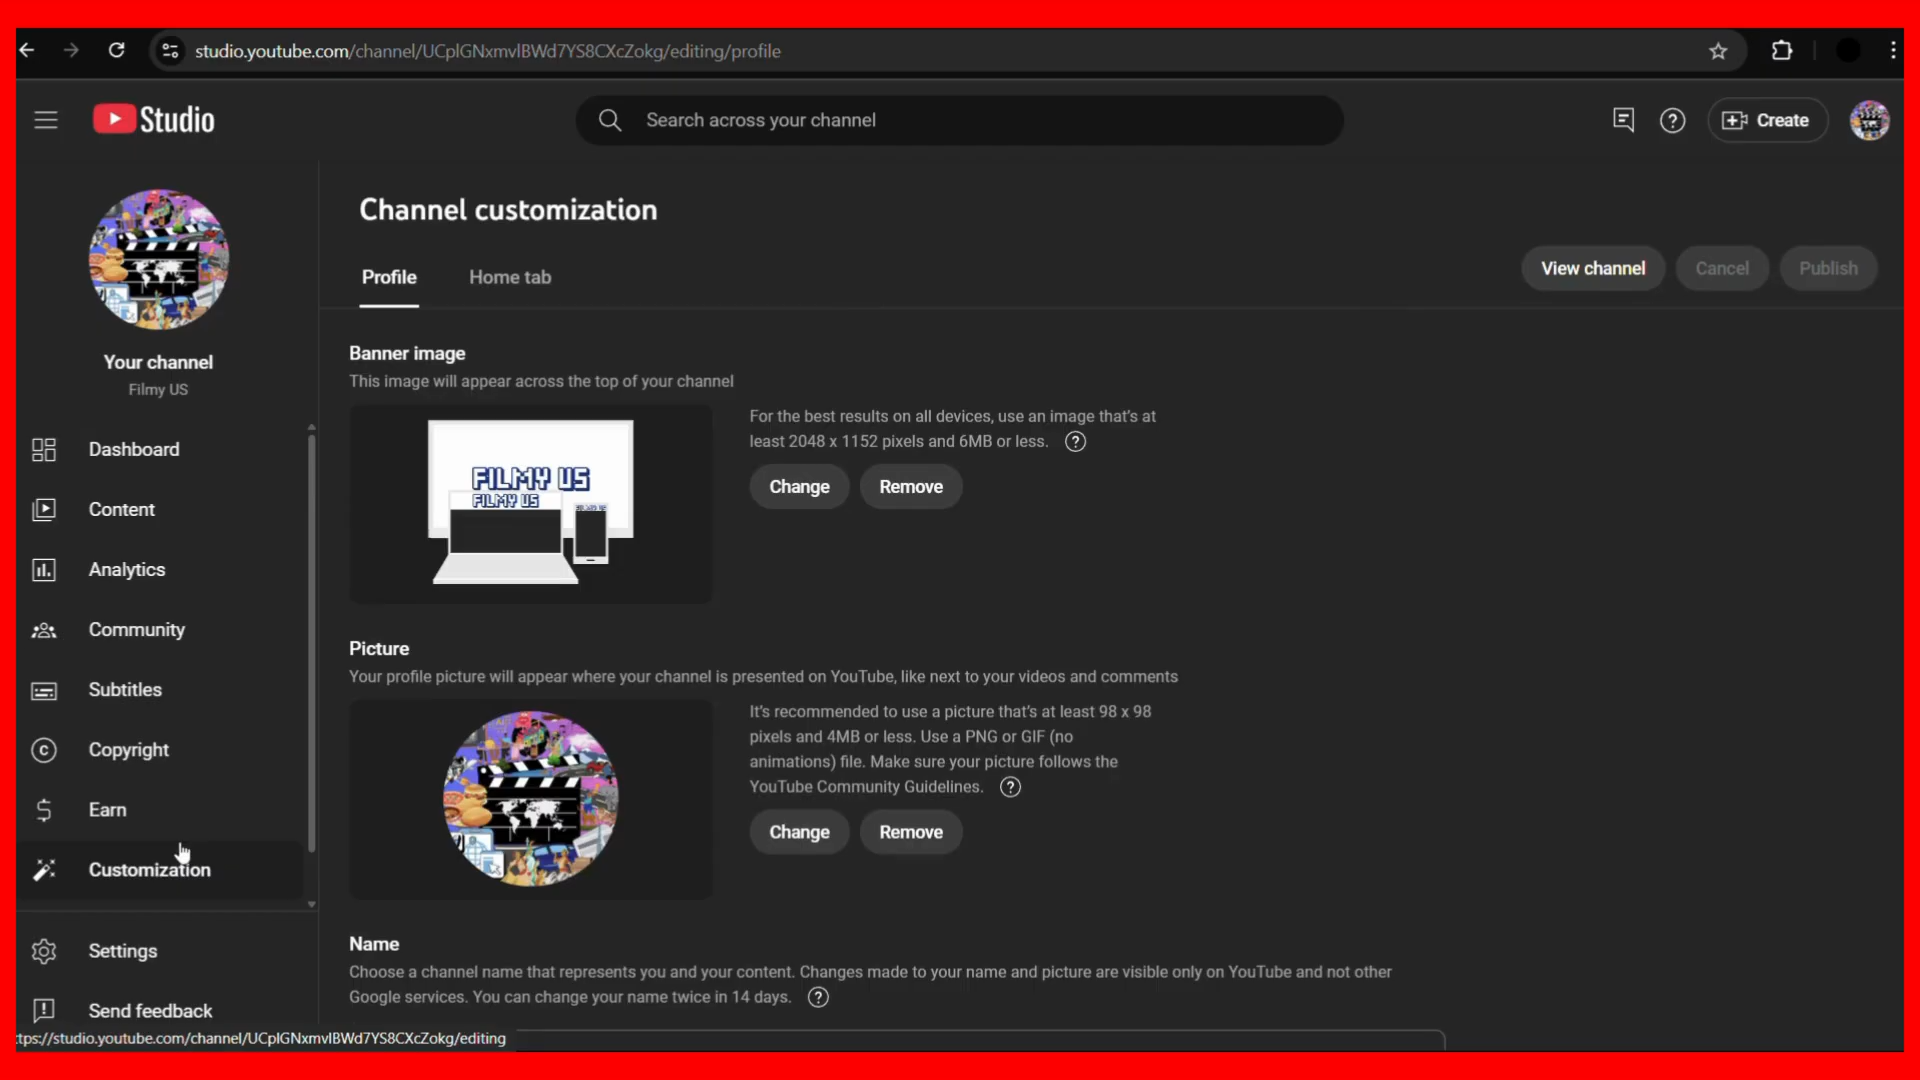 studio.youtube.com/channel/UCplGNxmvlBWd7YS8CXcZokg/editing/profile
Studio
Search across your channel
Create
Channel customization
Profile
Home tab
View channel
Cancel
Publish
Your channel
Filmy US
Dashboard
Content
Analytics
Community
Subtitles
Copyright
Earn
Customization
Settings
Send feedback
Banner image
This image will appear across the top of your channel
FILMY US
FILMY US
FILMY US
For the best results on all devices, use an image that's at
least 2048 x 1152 pixels and 6MB or less.
Change
Remove
Picture
Your profile picture will appear where your channel is presented on YouTube, like next to your videos and comments
It's recommended to use a picture that's at least 98 x 98
pixels and 4MB or less. Use a PNG or GIF (no
animations) file. Make sure your picture follows the
YouTube Community Guidelines.
Change
Remove
Name
Choose a channel name that represents you and your content. Changes made to your name and picture are visible only on YouTube and not other
Google services. You can change your name twice in 14 days.
tps://studio.youtube.com/channel/UCplGNxmvlBWd7YS8CXcZokg/editing